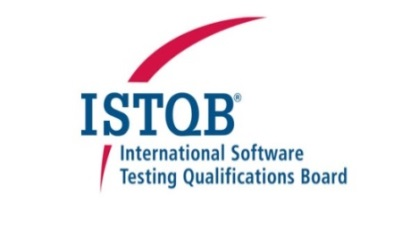 ISTQB®
International Software
Testing Qualifications Board